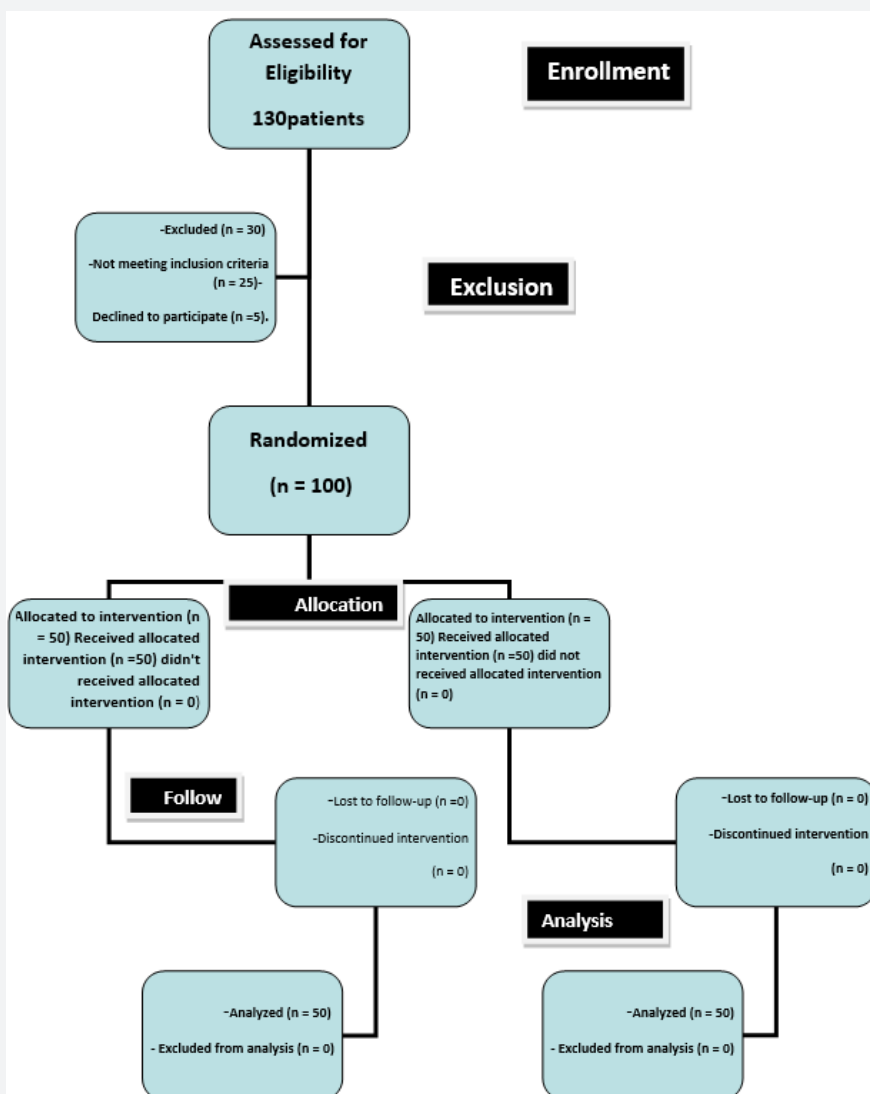 Assessed for
Eligibility
130patients
Enrollment
-Excluded (n = 30)
-Not meeting inclusion criteria
(n = 25)-
Declined to participate (n =5).
Exclusion
Randomized
(n = 100)
Allocation
Allocated to intervention (n
= 50) Received allocated
intervention (n =50) didn't
received allocated
intervention (n = 0)
Allocated to intervention (n =
50) Received allocated
intervention (n =50) did not
received allocated intervention
(n = 0)
Follow
-Lost to follow-up (n =0)
-Discontinued intervention
(n = 0)
-Lost to follow-up (n = 0)
-Discontinued intervention
(n = 0)
Analysis
-Analyzed (n = 50)
- Excluded from analysis (n = 0)
-Analyzed (n = 50)
- Excluded from analysis (n = 0)